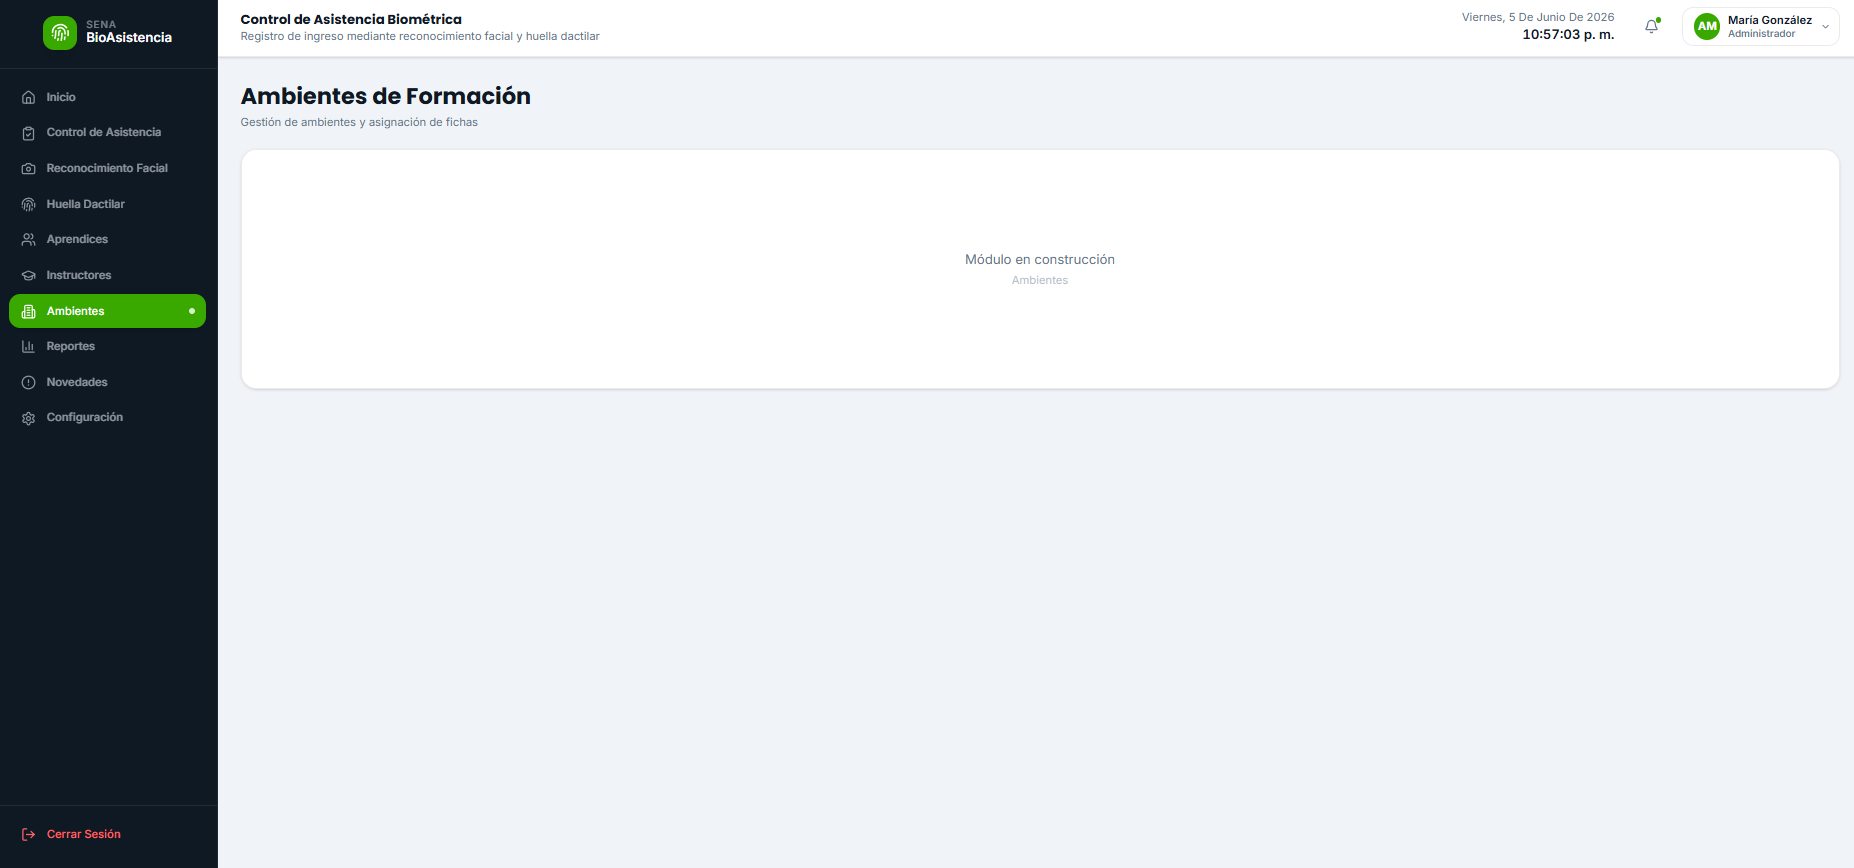 SENA
BioAsistencia
Inicio
Control de Asistencia
Reconocimiento Facial
Huella Dactilar
Aprendices
Instructores
Ambientes
Reportes
Novedades
Configuración
Cerrar Sesión
Control de Asistencia Biométrica
Registro de ingreso mediante reconocimiento facial y huella dactilar
Viernes, 5 De Junio De 2026
10:57:03 p. m.
AM
María González
Administrador
Ambientes de Formación
Gestión de ambientes y asignación de fichas
Módulo en construcción
Ambientes